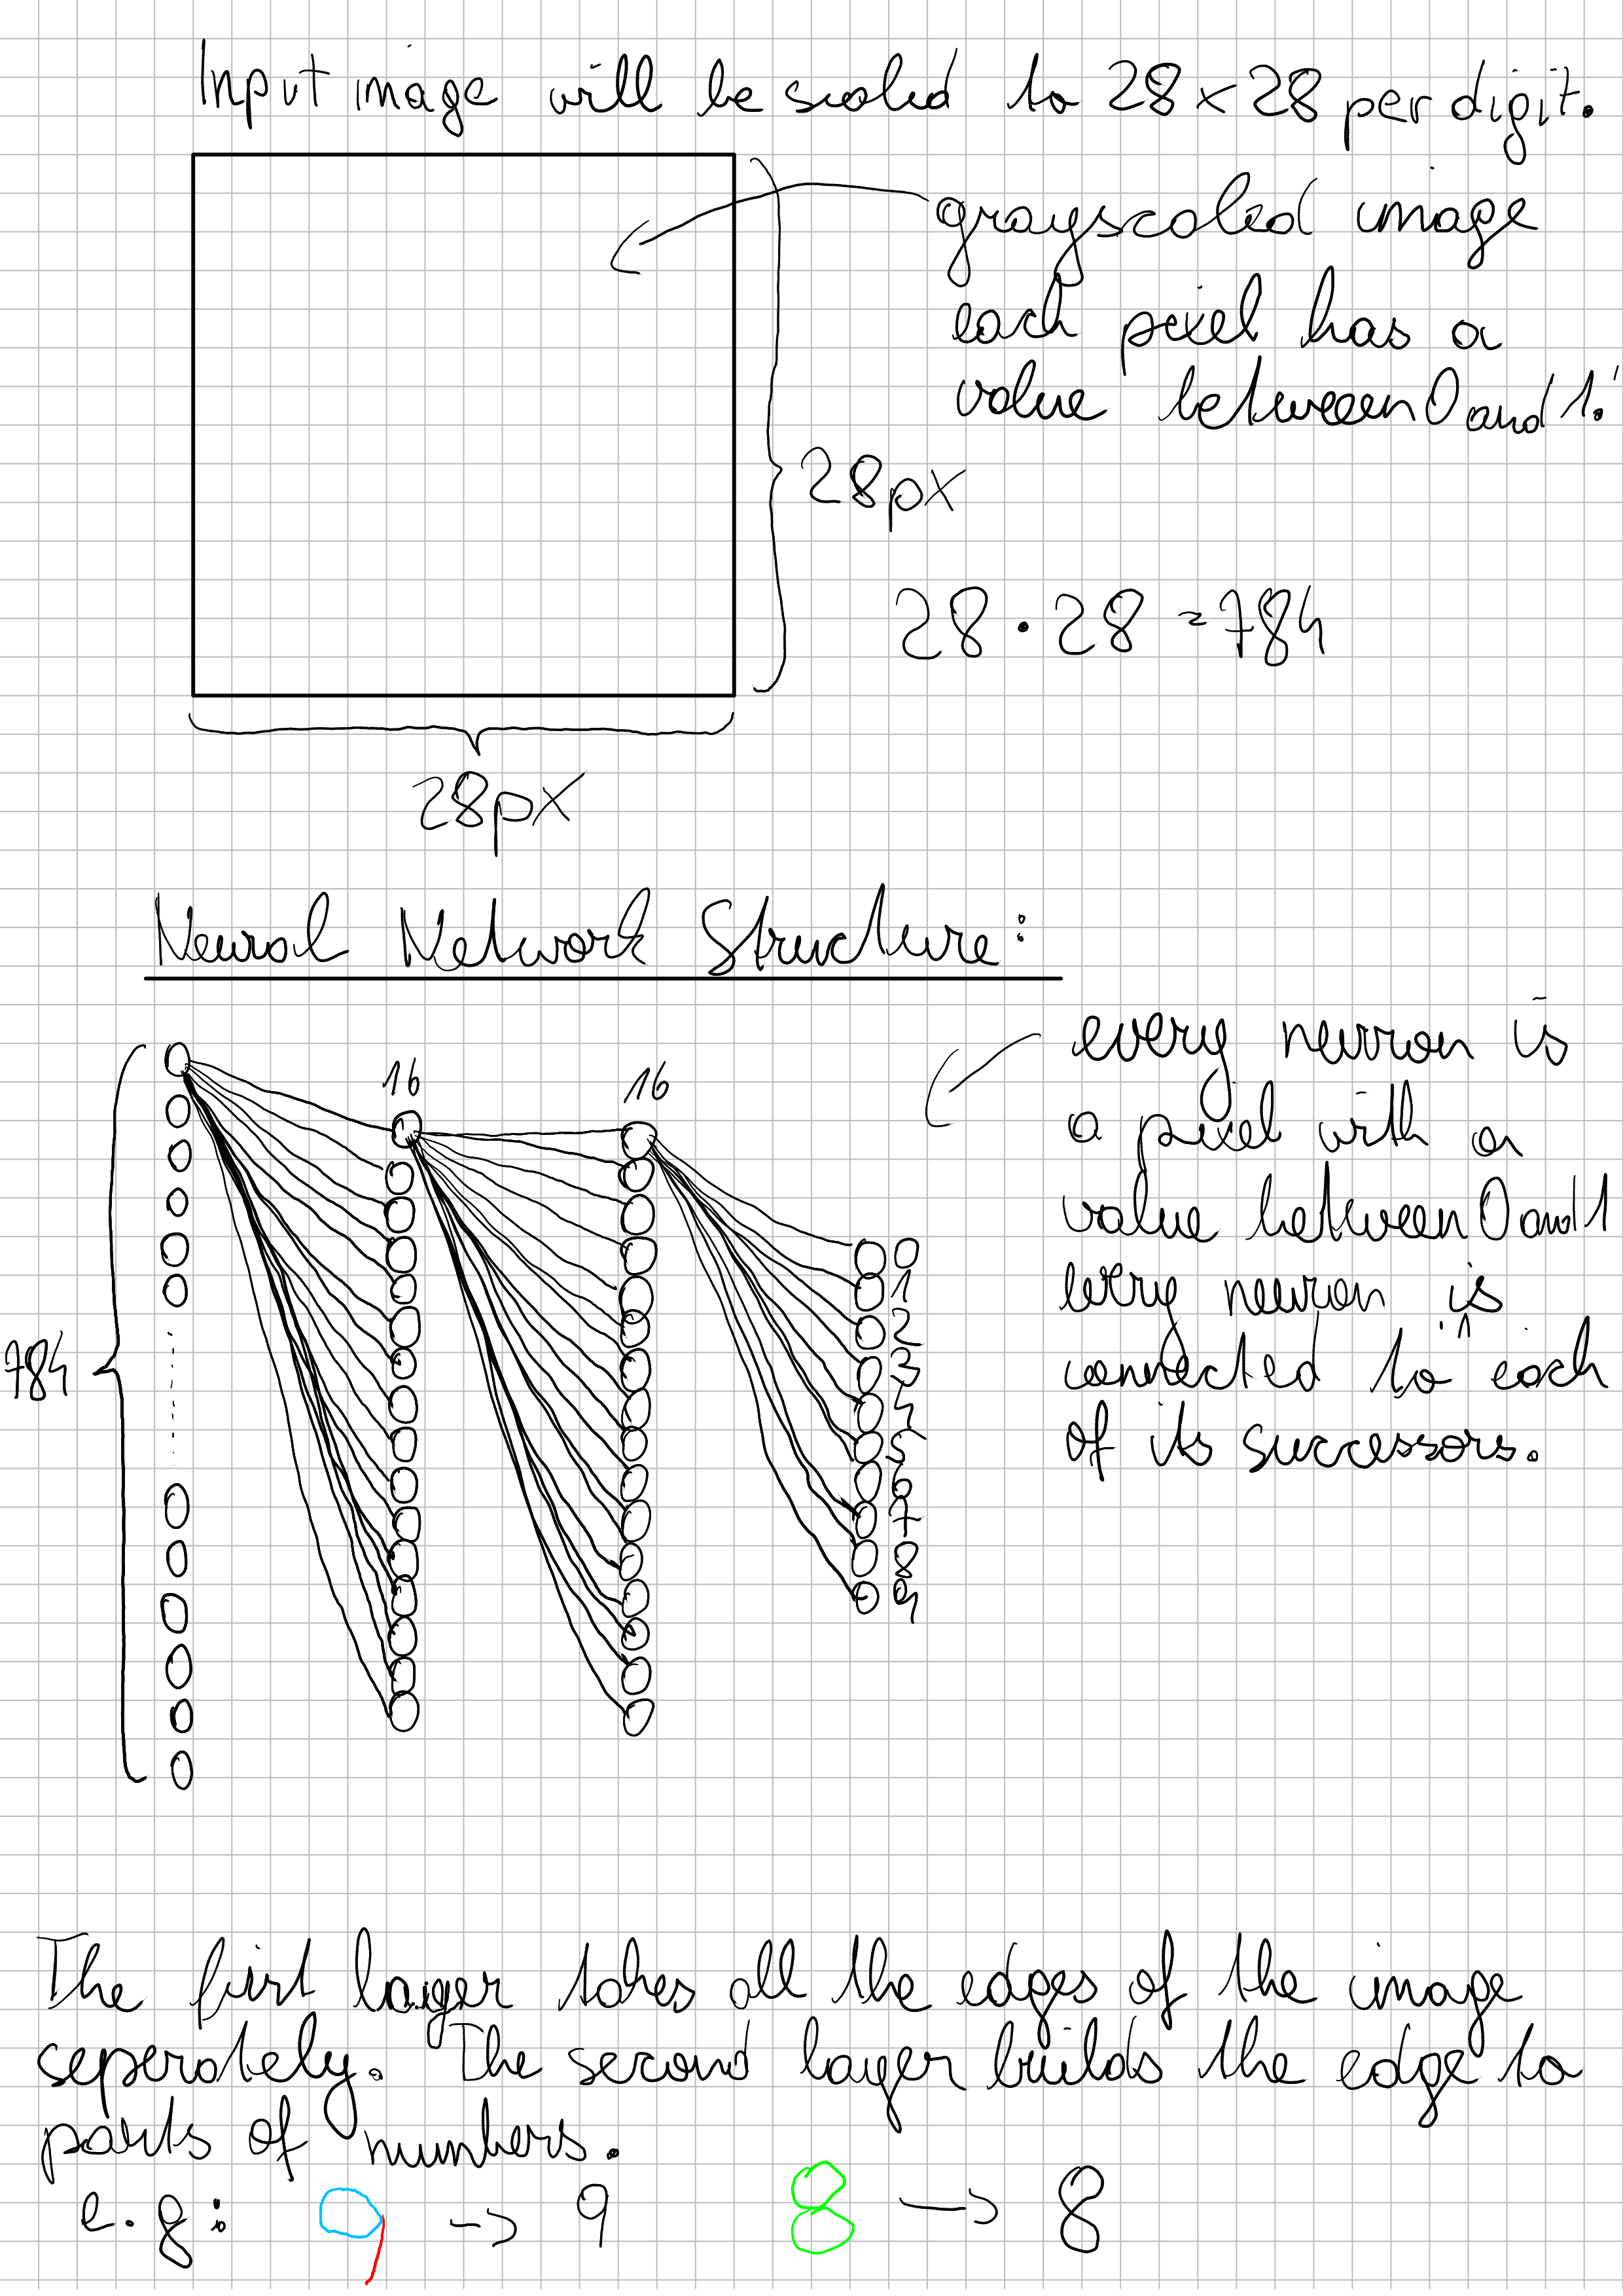 Input image will be scaled to 28 x 28 per digit.
grayscaled image
each pixel has a
value betweeen 0 and 1.
28px
28 · 28 = 784
28px
Neural Network Structure:
every neuron is
a pixel with a
value between 0 and 1
every neuron is
connected to each
of its successors.
16
16
784
0
1
2
3
4
5
6
7
8
9
The first layer takes all the edges of the image
seperately. The second layer builds the edge to
parts of numbers.
e.g: 9 -> 9 8 -> 8